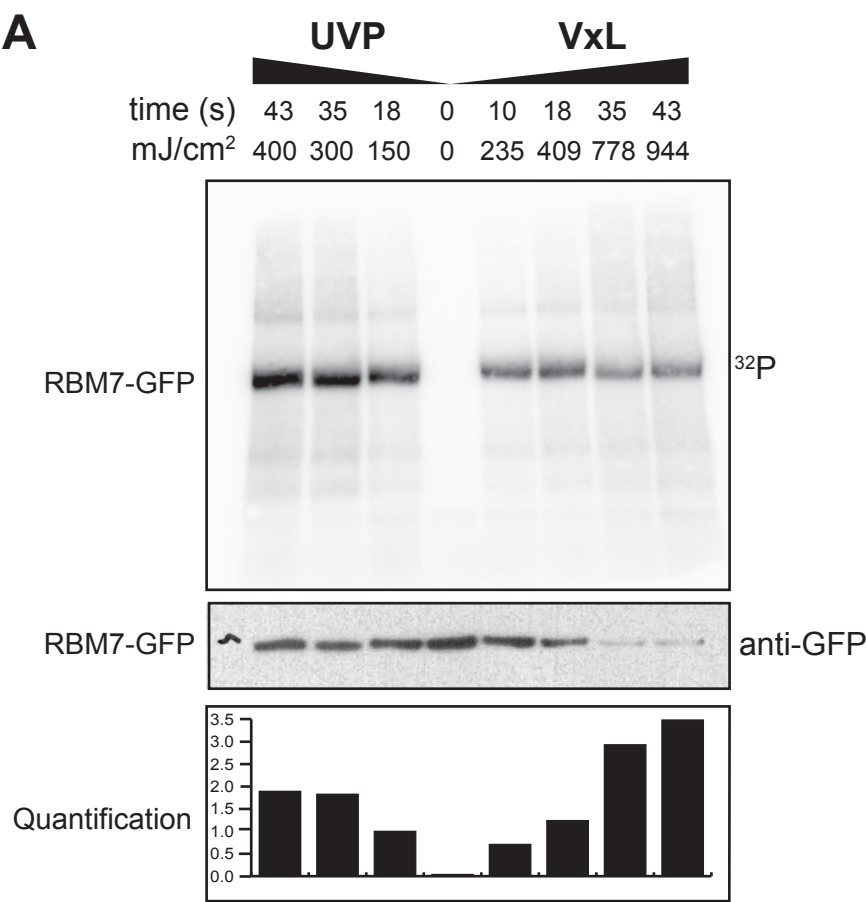 A
UVP VxL
time (s) 43 35 18 0 10 18 35 43
mJ/cm² 400 300 150 0 235 409 778 944
RBM7-GFP
³²P
RBM7-GFP
anti-GFP
Quantification
3.5
3.0
2.5
2.0
1.5
1.0
0.5
0.0